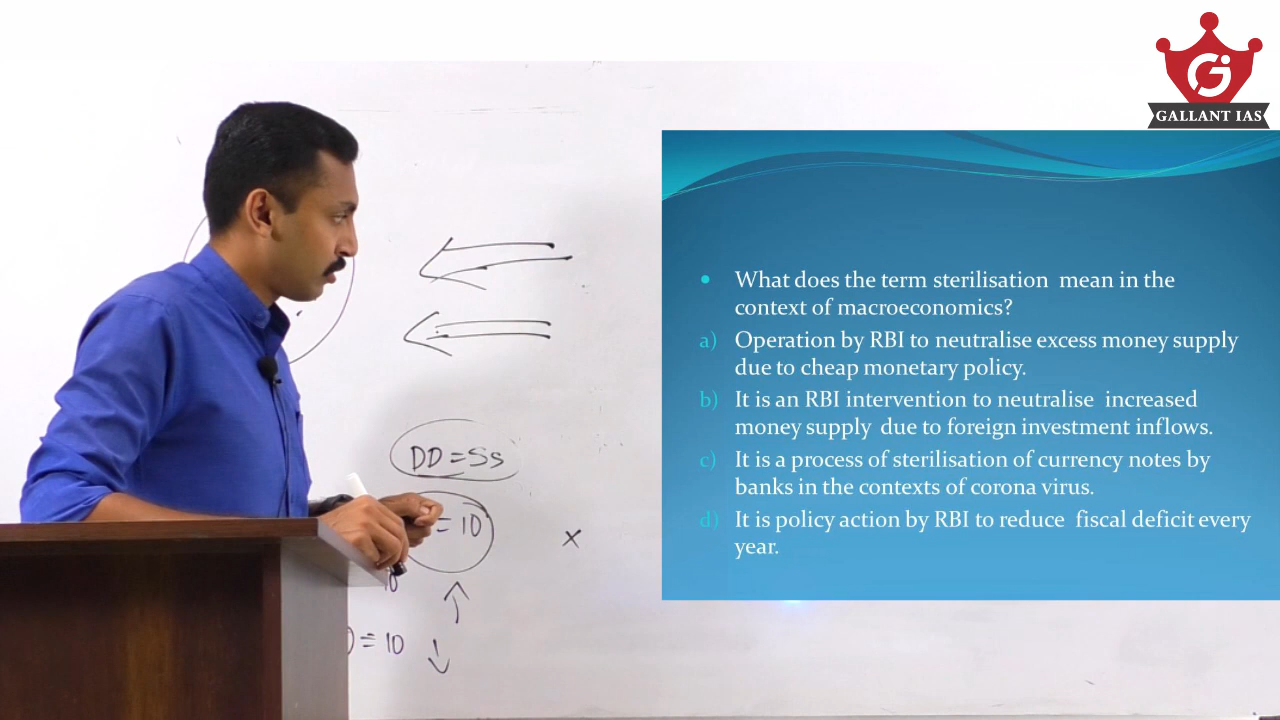 GALLANT IAS
What does the term sterilisation mean in the
context of macroeconomics?
a) Operation by RBI to neutralise excess money supply
due to cheap monetary policy.
b) It is an RBI intervention to neutralise increased
money supply due to foreign investment inflows.
c) It is a process of sterilisation of currency notes by
banks in the contexts of corona virus.
d) It is policy action by RBI to reduce fiscal deficit every
year.
DD = SS
= 10
x
= 10